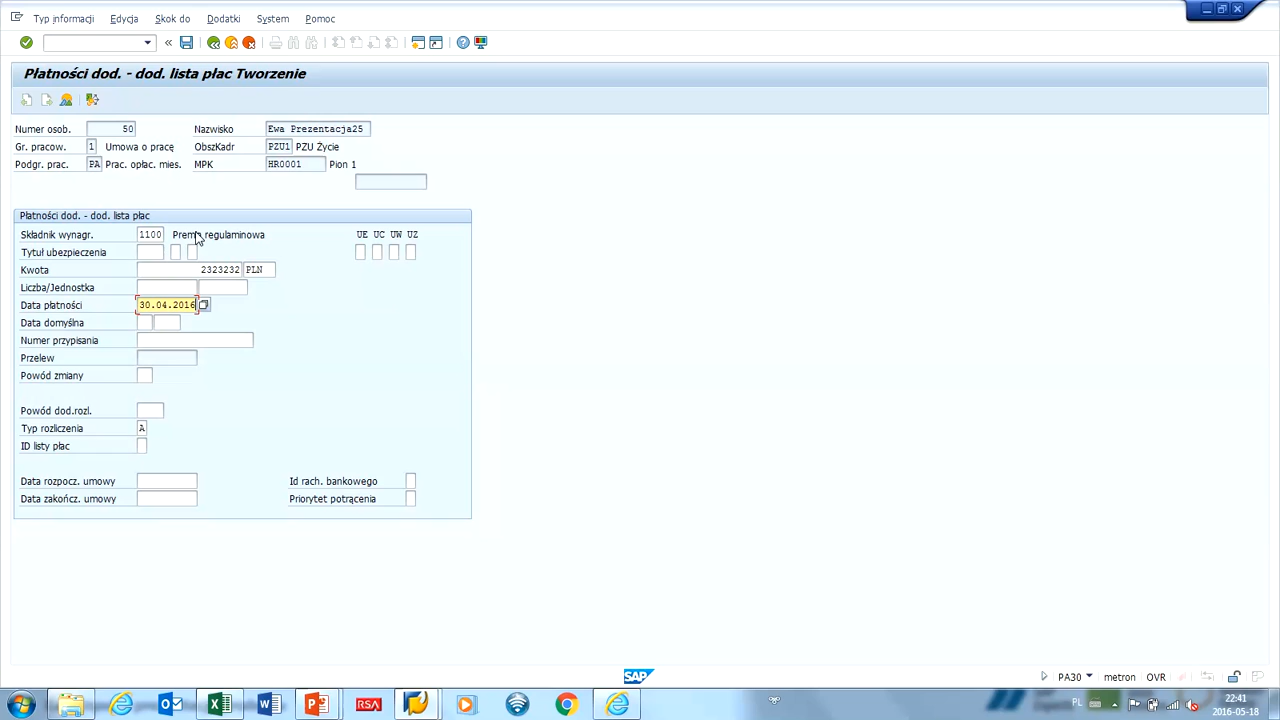 Typ informacji Edycja Skok do Dodatki System Pomoc
Płatności dod. - dod. lista płac Tworzenie
Numer osob. 50 Nazwisko Ewa Prezentacja25
Gr. pracow. 1 Umowa o pracę ObszKadr PZU1 PZU Życie
Podgr. prac. PA Prac. opłac. mies. MPK HR0001 Pion 1
Płatności dod. - dod. lista płac
Składnik wynagr. 1100 Premia regulaminowa UE UC UW UZ
Tytuł ubezpieczenia
Kwota 2323232 PLN
Liczba/Jednostka
Data płatności 30.04.2016
Data domyślna
Numer przypisania
Przelew
Powód zmiany
Powód dod.rozl.
Typ rozliczenia A
ID listy płac
Data rozpocz. umowy Id rach. bankowego
Data zakończ. umowy Priorytet potrącenia
SAP
PA30 metron OVR
RSA PL 22:41
2016-05-18